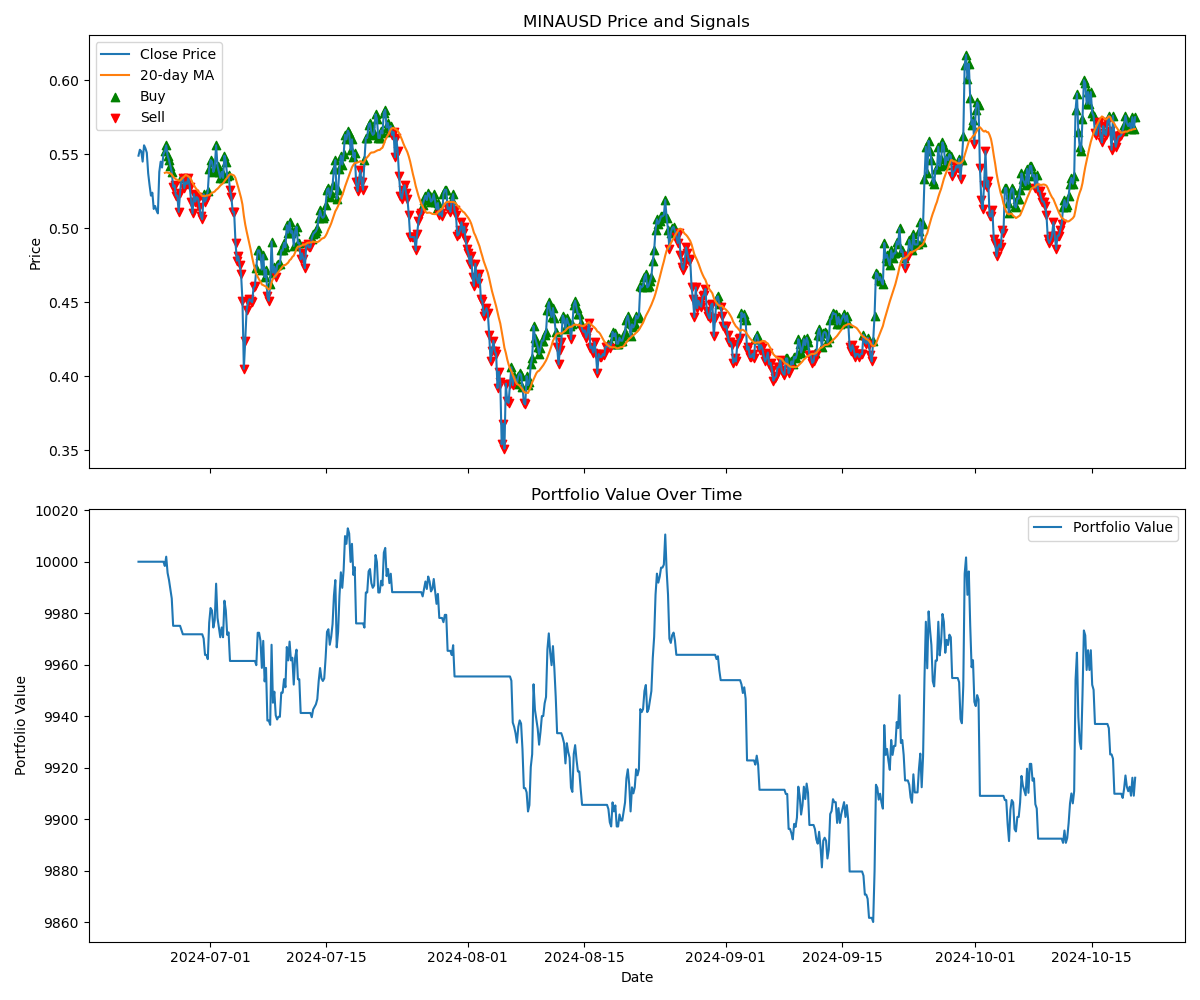 MINAUSD Price and Signals
Close Price
20-day MA
Buy
Sell
Price
0.60
0.55
0.50
0.45
0.40
0.35
Portfolio Value Over Time
Portfolio Value
Portfolio Value
10020
10000
9980
9960
9940
9920
9900
9880
9860
2024-07-01 2024-07-15 2024-08-01 2024-08-15 2024-09-01 2024-09-15 2024-10-01 2024-10-15
Date